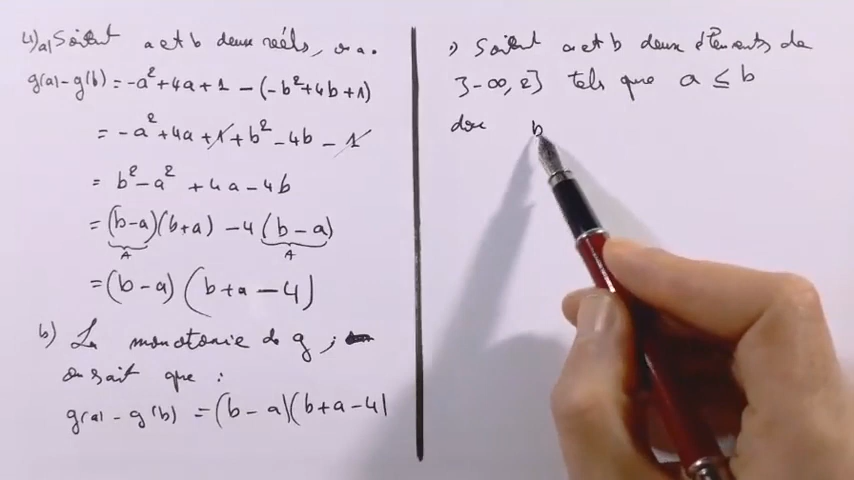 4) a) Soient a et b deux réels, on a.
g(a) - g(b) = -a² + 4a + 1 - (-b² + 4b + 1)
= -a² + 4a + 1 + b² - 4b - 1
= b² - a² + 4a - 4b
= (b-a)(b+a) - 4(b-a)
A A
= (b-a)(b+a-4)
b) La monotonie de g ;
on sait que :
g(a) - g(b) = (b-a)(b+a-4)
) Soient a et b deux éléments de
]-∞, 2] tels que a ≤ b
donc b